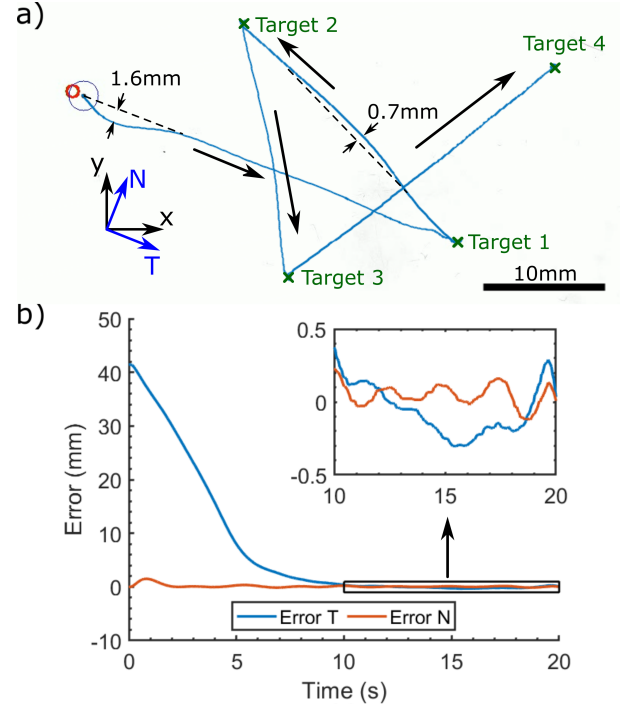 a)
Target 2
Target 4
1.6mm
0.7mm
y
N
x
T
Target 1
Target 3
10mm
b)
50
40
30
20
10
0
-10
Error (mm)
0.5
0
-0.5
10
15
20
Error T
Error N
0
5
10
15
20
Time (s)